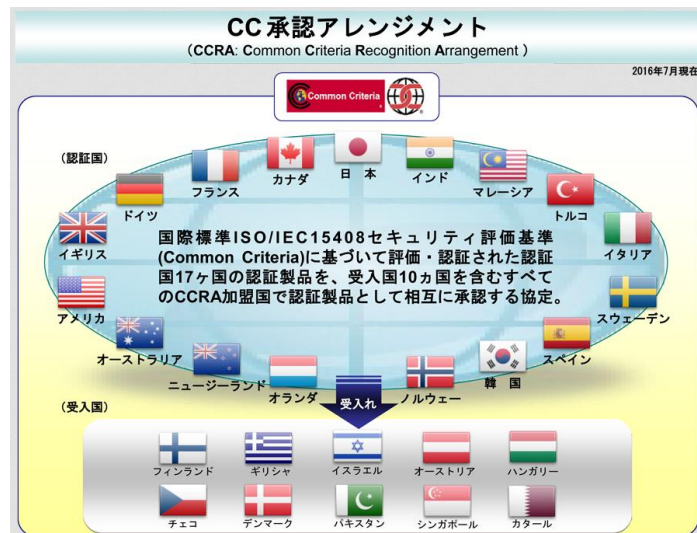 CC 承認アレンジメント
（CCRA: Common Criteria Recognition Arrangement ）
2016年7月現在
Common Criteria
（認証国）
日 本
カナダ
インド
フランス
マレーシア
ドイツ
トルコ
イギリス
イタリア
国際標準ISO/IEC15408セキュリティ評価基準
(Common Criteria)に基づいて評価・認証された認証
国17ヶ国の認証製品を、受入国10ヵ国を含むすべて
のCCRA加盟国で認証製品として相互に承認する協定。
アメリカ
スウェーデン
オーストラリア
スペイン
ニュージーランド
韓 国
オランダ
ノルウェー
受入れ
（受入国）
フィンランド
ギリシャ
イスラエル
オーストリア
ハンガリー
チェコ
デンマーク
パキスタン
シンガポール
カタール